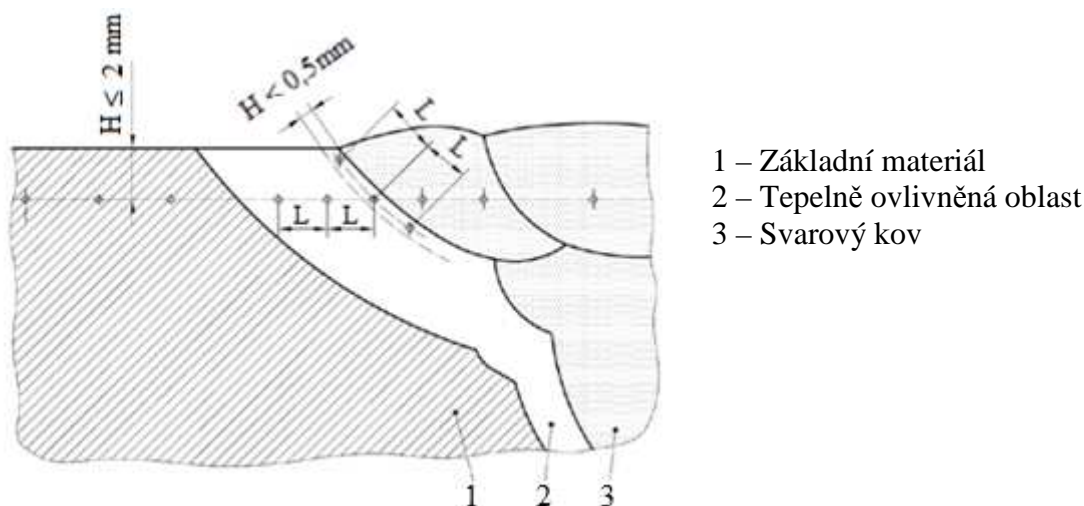 H ≤ 2 mm
H < 0,5mm
L
L
L
L
1 – Základní materiál
2 – Tepelně ovlivněná oblast
3 – Svarový kov
1
2
3